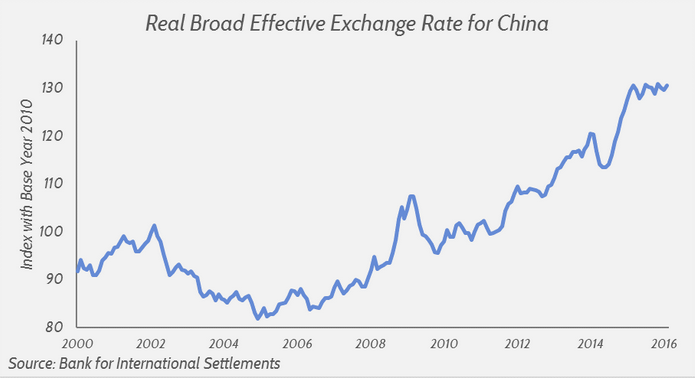 Real Broad Effective Exchange Rate for China
Index with Base Year 2010
140
130
120
110
100
90
80
2000 2002 2004 2006 2008 2010 2012 2014 2016
Source: Bank for International Settlements